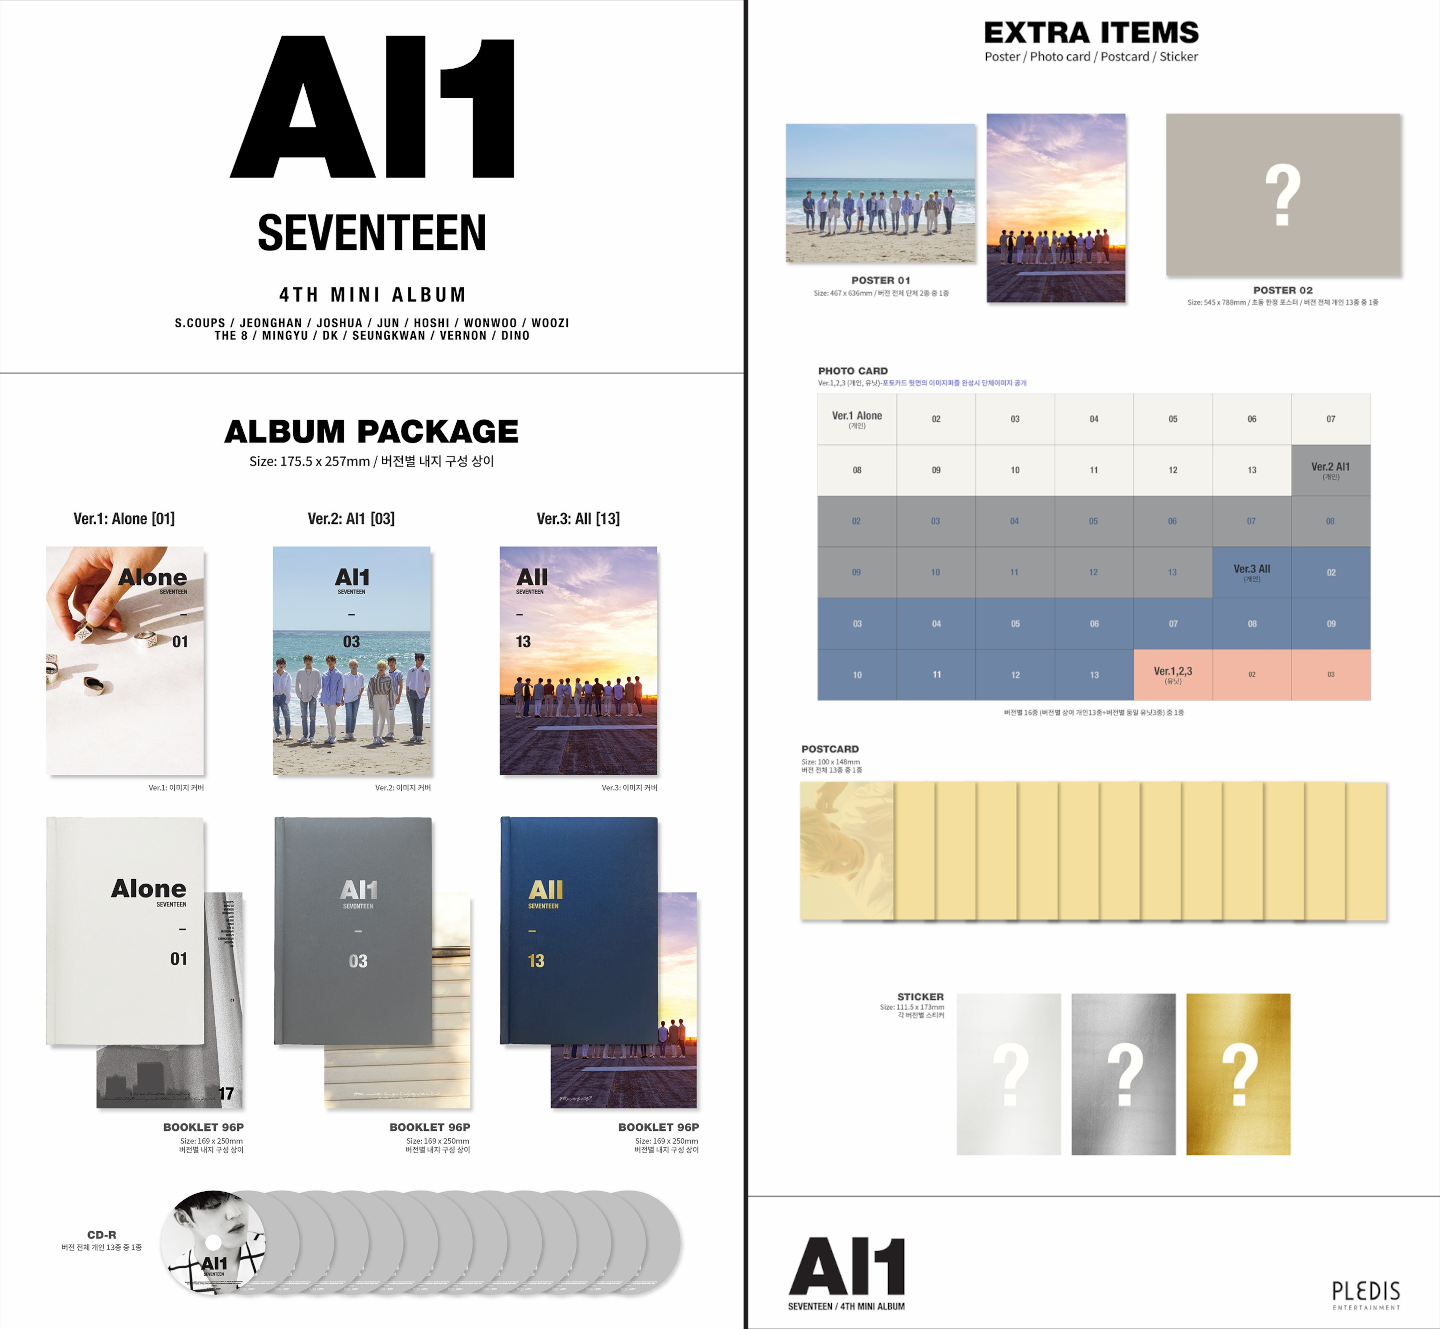 Al1
SEVENTEEN
4TH MINI ALBUM
S.COUPS / JEONGHAN / JOSHUA / JUN / HOSHI / WONWOO / WOOZI
THE 8 / MINGYU / DK / SEUNGKWAN / VERNON / DINO
ALBUM PACKAGE
Size: 175.5 x 257mm / 버전별 내지 구성 상이
Ver.1: Alone [01]
Ver.2: Al1 [03]
Ver.3: All [13]
Alone
SEVENTEEN
–
01
Al1
SEVENTEEN
–
03
All
SEVENTEEN
–
13
Ver.1: 이미지 커버
Ver.2: 이미지 커버
Ver.3: 이미지 커버
Alone
SEVENTEEN
–
01
17
Al1
SEVENTEEN
–
03
All
SEVENTEEN
–
13
BOOKLET 96P
Size: 169 x 250mm
버전별 내지 구성 상이
BOOKLET 96P
Size: 169 x 250mm
버전별 내지 구성 상이
BOOKLET 96P
Size: 169 x 250mm
버전별 내지 구성 상이
CD-R
버전 전체 개인 13종 중 1종
Al1
SEVENTEEN
EXTRA ITEMS
Poster / Photo card / Postcard / Sticker
?
POSTER 01
Size: 467 x 636mm / 버전 전체 단체 2종 중 1종
POSTER 02
Size: 545 x 788mm / 초동 한정 포스터 / 버전 전체 개인 13종 중 1종
PHOTO CARD
Ver.1,2,3 (개인, 유닛)-포토카드 뒷면의 이미지퍼즐 완성시 단체이미지 공개
Ver.1 Alone 02 03 04 05 06 07
(개인)
08 09 10 11 12 13 Ver.2 Al1
(개인)
02 03 04 05 06 07 08
09 10 11 12 13 Ver.3 All 02
(개인)
03 04 05 06 07 08 09
10 11 12 13 Ver.1,2,3 02 03
(유닛)
버전별 16종 (버전별 상이 개인13종+버전별 동일 유닛3종) 중 1종
POSTCARD
Size: 100 x 148mm
버전 전체 13종 중 1종
STICKER
Size: 111.5 x 173mm
각 버전별 스티커
? ? ?
Al1
SEVENTEEN / 4TH MINI ALBUM
PLEDIS
ENTERTAINMENT